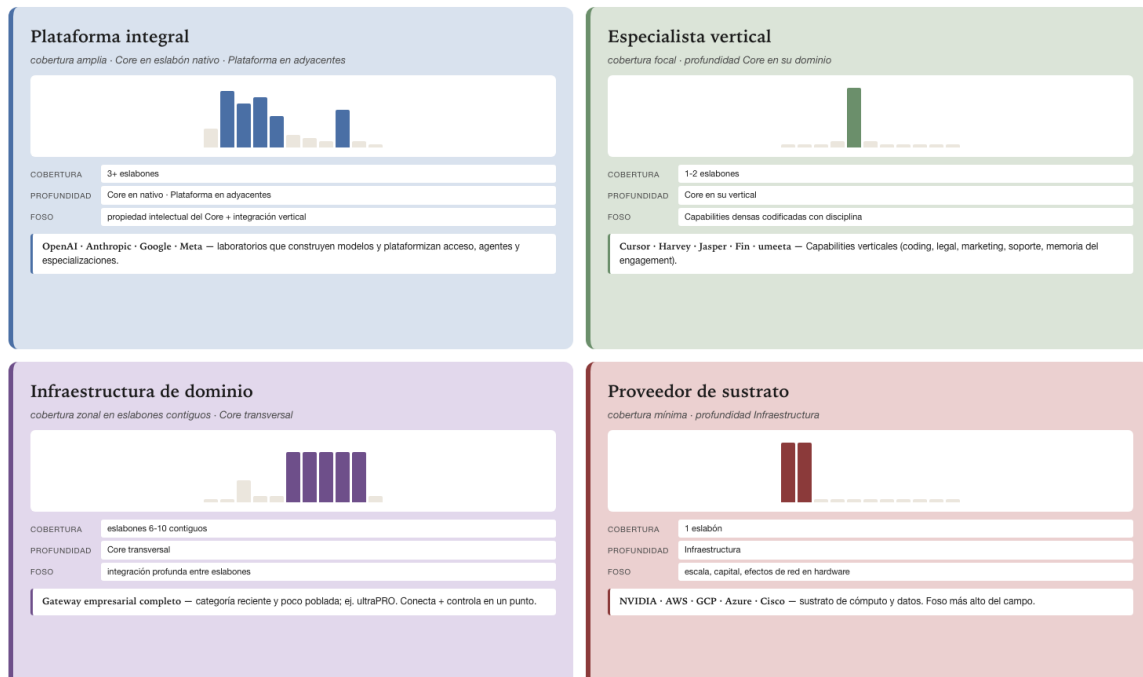 Plataforma integral
cobertura amplia · Core en eslabón nativo · Plataforma en adyacentes
COBERTURA 3+ eslabones
PROFUNDIDAD Core en nativo · Plataforma en adyacentes
FOSO propiedad intelectual del Core + integración vertical
OpenAI · Anthropic · Google · Meta — laboratorios que construyen modelos y plataformizan acceso, agentes y
especializaciones.
Especialista vertical
cobertura focal · profundidad Core en su dominio
COBERTURA 1-2 eslabones
PROFUNDIDAD Core en su vertical
FOSO Capabilities densas codificadas con disciplina
Cursor · Harvey · Jasper · Fin · umeeta — Capabilities verticales (coding, legal, marketing, soporte, memoria del
engagement).
Infraestructura de dominio
cobertura zonal en eslabones contiguos · Core transversal
COBERTURA eslabones 6-10 contiguos
PROFUNDIDAD Core transversal
FOSO integración profunda entre eslabones
Gateway empresarial completo — categoría reciente y poco poblada; ej. ultraPRO. Conecta + controla en un punto.
Proveedor de sustrato
cobertura mínima · profundidad Infraestructura
COBERTURA 1 eslabón
PROFUNDIDAD Infraestructura
FOSO escala, capital, efectos de red en hardware
NVIDIA · AWS · GCP · Azure · Cisco — sustrato de cómputo y datos. Foso más alto del campo.